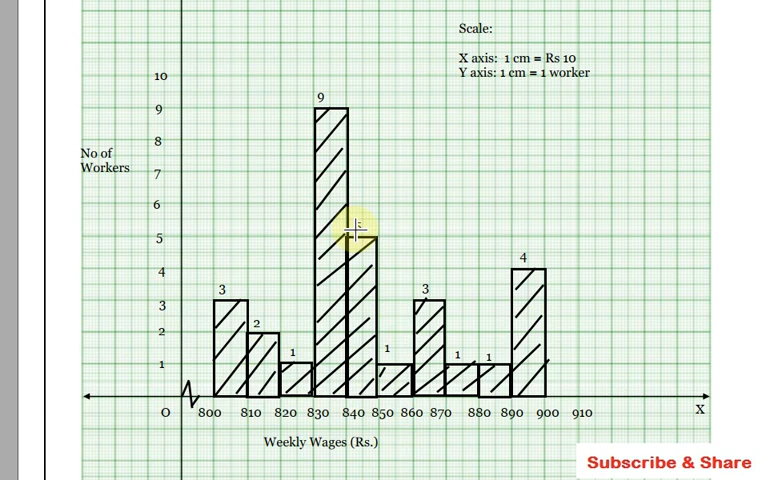 Scale:
X axis: 1 cm = Rs 10
Y axis: 1 cm = 1 worker
10
9
8
7
6
5
4
3
2
1
No of
Workers
3
2
1
9
1
3
1
1
4
O 800 810 820 830 840 850 860 870 880 890 900 910 X
Weekly Wages (Rs.)
Subscribe & Share